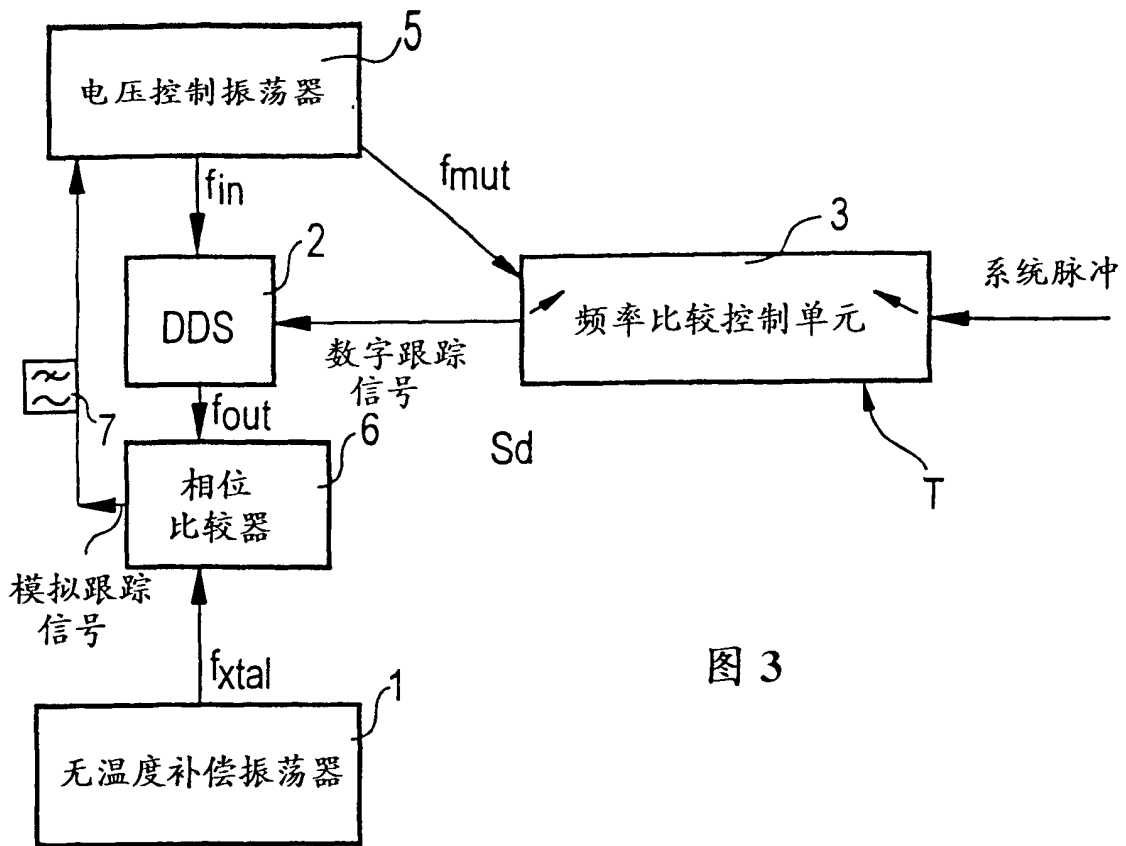 5
电压控制振荡器
fin
fmut
2
DDS
3
频率比较控制单元
系统脉冲
数字跟踪
信号
7
fout
6
Sd
T
相位
比较器
模拟跟踪
信号
fxtal
图 3
1
无温度补偿振荡器